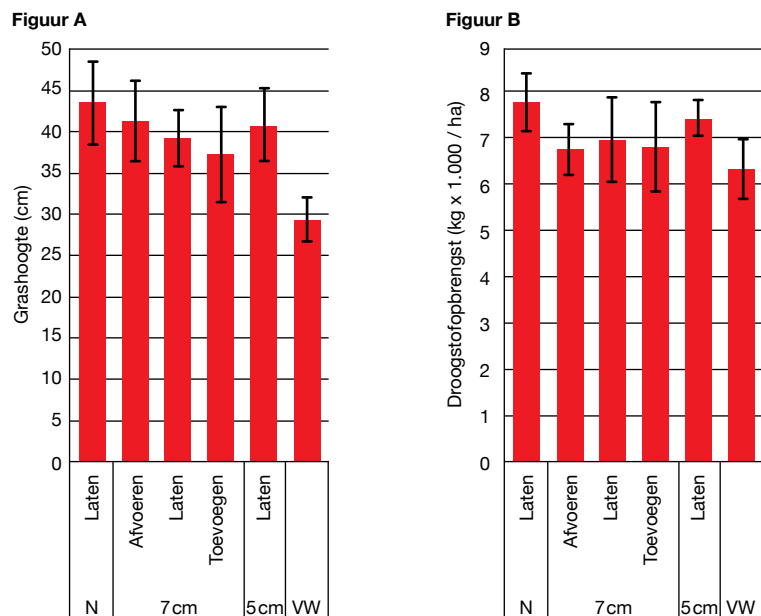 Figuur A
50
45
40
35
30
25
20
15
10
5
0
Grashoogte (cm)
Laten
Afvoeren
Laten
Toevoegen
Laten
N
7 cm
5 cm
VW
Figuur B
9
8
7
6
5
4
3
2
1
0
Droogstofopbrengst (kg x 1.000 / ha)
Laten
Afvoeren
Laten
Toevoegen
Laten
N
7 cm
5 cm
VW